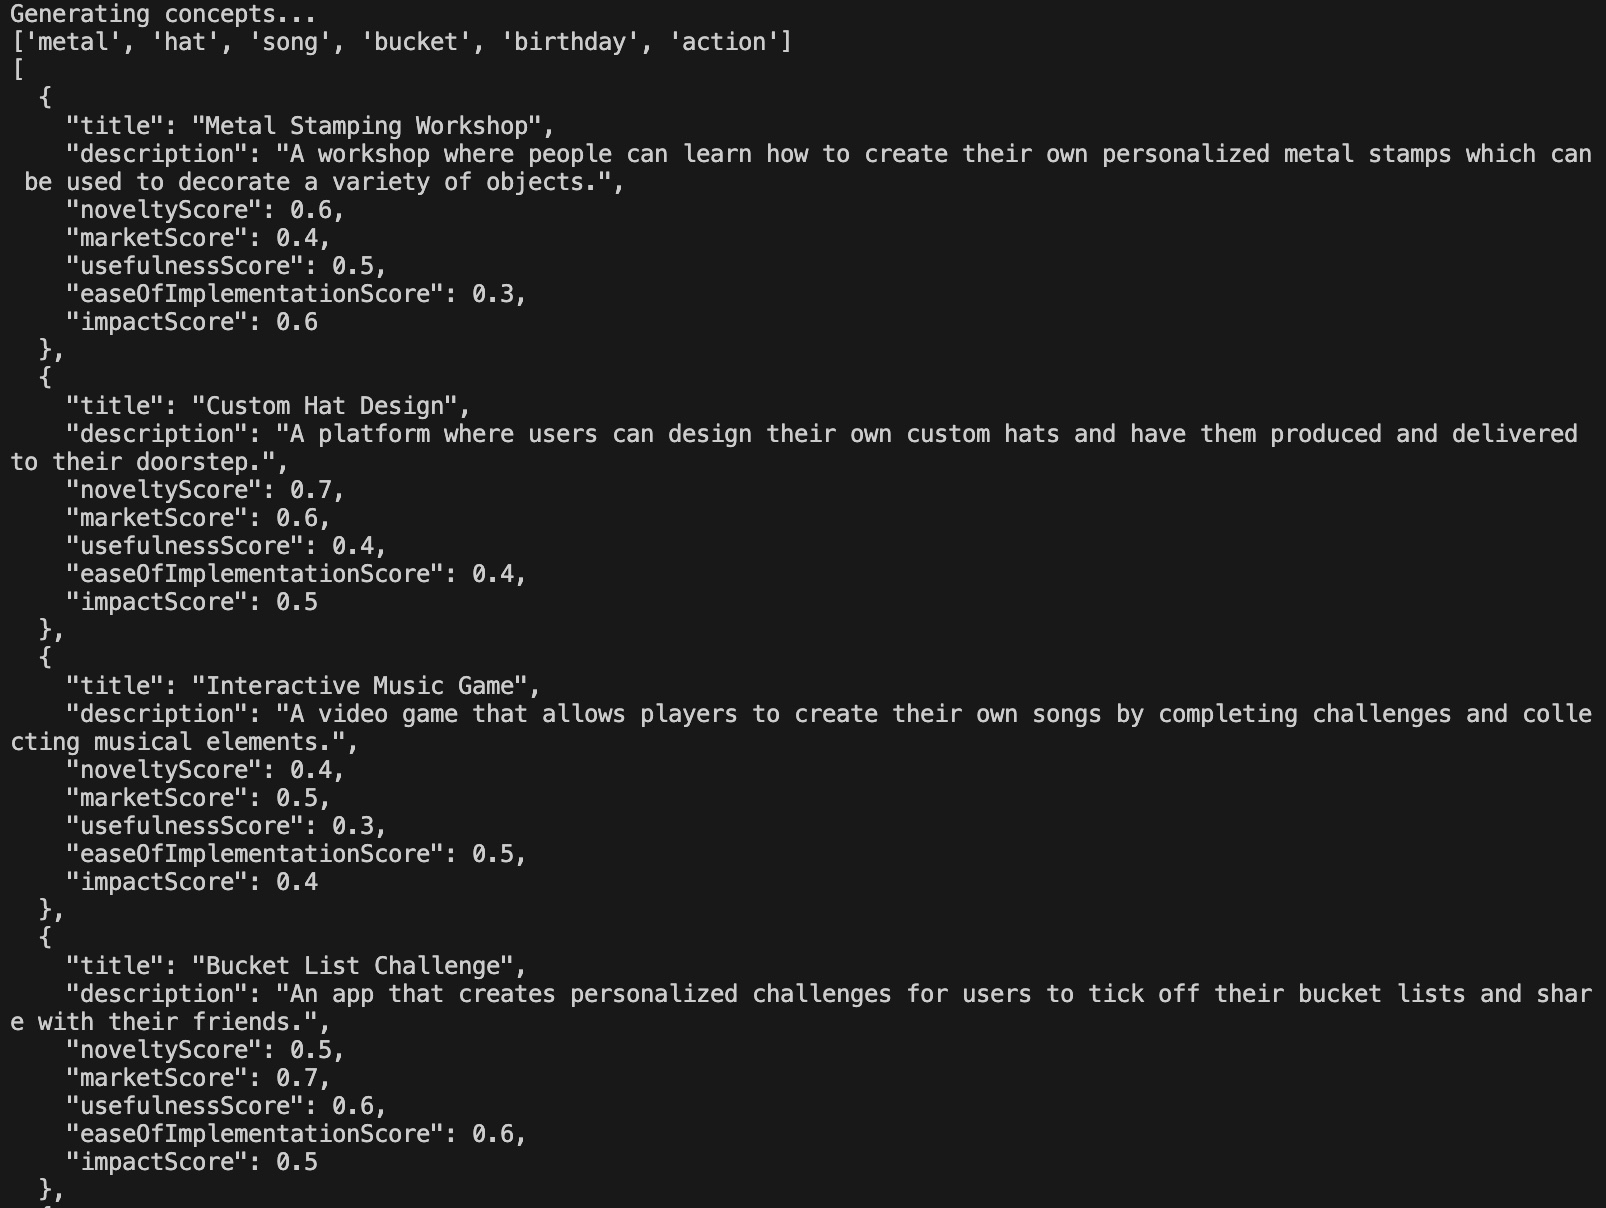 Generating concepts...
['metal', 'hat', 'song', 'bucket', 'birthday', 'action']
[
  {
    "title": "Metal Stamping Workshop",
    "description": "A workshop where people can learn how to create their own personalized metal stamps which can
 be used to decorate a variety of objects.",
    "noveltyScore": 0.6,
    "marketScore": 0.4,
    "usefulnessScore": 0.5,
    "easeOfImplementationScore": 0.3,
    "impactScore": 0.6
  },
  {
    "title": "Custom Hat Design",
    "description": "A platform where users can design their own custom hats and have them produced and delivered
to their doorstep.",
    "noveltyScore": 0.7,
    "marketScore": 0.6,
    "usefulnessScore": 0.4,
    "easeOfImplementationScore": 0.4,
    "impactScore": 0.5
  },
  {
    "title": "Interactive Music Game",
    "description": "A video game that allows players to create their own songs by completing challenges and colle
cting musical elements.",
    "noveltyScore": 0.4,
    "marketScore": 0.5,
    "usefulnessScore": 0.3,
    "easeOfImplementationScore": 0.5,
    "impactScore": 0.4
  },
  {
    "title": "Bucket List Challenge",
    "description": "An app that creates personalized challenges for users to tick off their bucket lists and shar
e with their friends.",
    "noveltyScore": 0.5,
    "marketScore": 0.7,
    "usefulnessScore": 0.6,
    "easeOfImplementationScore": 0.6,
    "impactScore": 0.5
  },